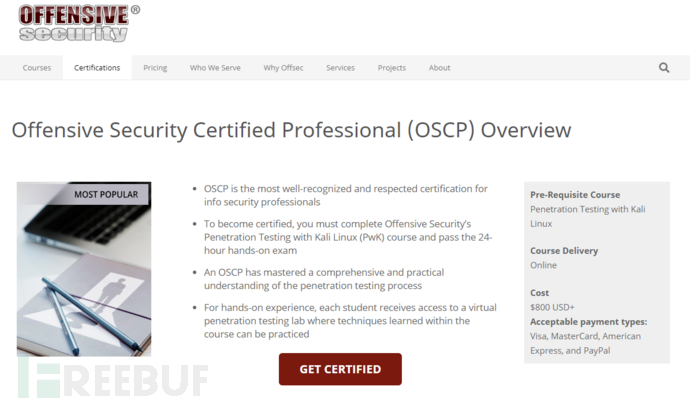 OFFENSIVE®
security
Courses
Certifications
Pricing
Who We Serve
Why Offsec
Services
Projects
About
Offensive Security Certified Professional (OSCP) Overview
MOST POPULAR
OSCP is the most well-recognized and respected certification for
info security professionals
To become certified, you must complete Offensive Security's
Penetration Testing with Kali Linux (PwK) course and pass the 24-
hour hands-on exam
An OSCP has mastered a comprehensive and practical
understanding of the penetration testing process
For hands-on experience, each student receives access to a virtual
penetration testing lab where techniques learned within the
course can be practiced
GET CERTIFIED
Pre-Requisite Course
Penetration Testing with Kali
Linux
Course Delivery
Online
Cost
$800 USD+
Acceptable payment types:
Visa, MasterCard, American
Express, and PayPal
FREEBUF